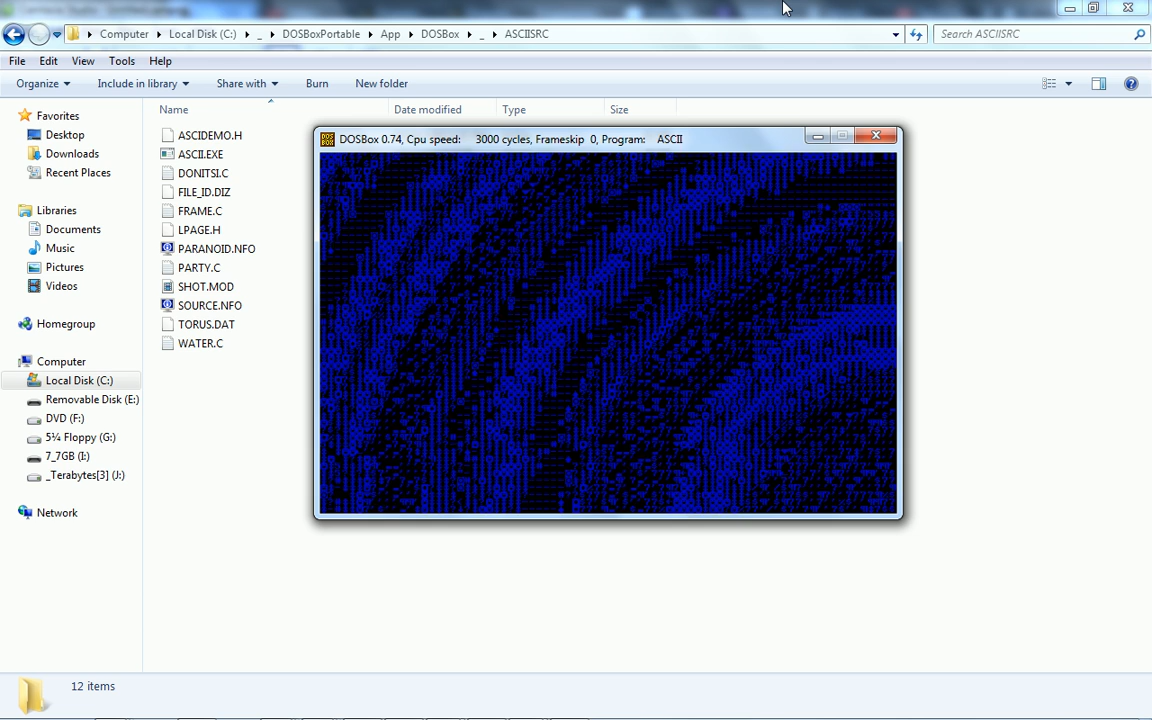 Computer Local Disk (C:) _ DOSBoxPortable App DOSBox _ ASCIISRC Search ASCIISRC
File Edit View Tools Help
Organize Include in library Share with Burn New folder
Favorites
Desktop
Downloads
Recent Places
Libraries
Documents
Music
Pictures
Videos
Homegroup
Computer
Local Disk (C:)
Removable Disk (E:)
DVD (F:)
5¼ Floppy (G:)
7_7GB (I:)
_Terabytes[3] (J:)
Network
Name Date modified Type Size
ASCIDEMO.H
ASCII.EXE
DONITSI.C
FILE_ID.DIZ
FRAME.C
LPAGE.H
PARANOID.NFO
PARTY.C
SHOT.MOD
SOURCE.NFO
TORUS.DAT
WATER.C
DOSBox 0.74, Cpu speed: 3000 cycles, Frameskip 0, Program: ASCII
12 items